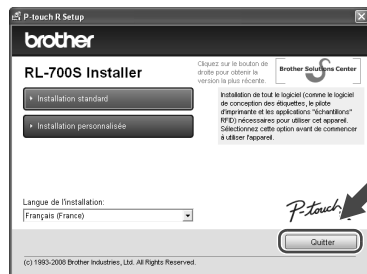 P-touch R Setup
brother
RL-700S Installer
Cliquez sur le bouton de
droite pour obtenir la
version la plus récente.
Brother Solutions Center
Installation standard
Installation personnalisée
Installation de tout
le logiciel (comme le logiciel
de conception des
étiquettes, le pilote
d'imprimante et les
applications "échantillons"
RFID) nécessaires
pour utiliser cet appareil.
Sélectionnez cette
option avant de commencer
à utiliser l'appareil.
Langue de l'installation:
Français (France)
P-touch
Quitter
(c) 1993-2008 Brother Industries, Ltd. All Rights Reserved.